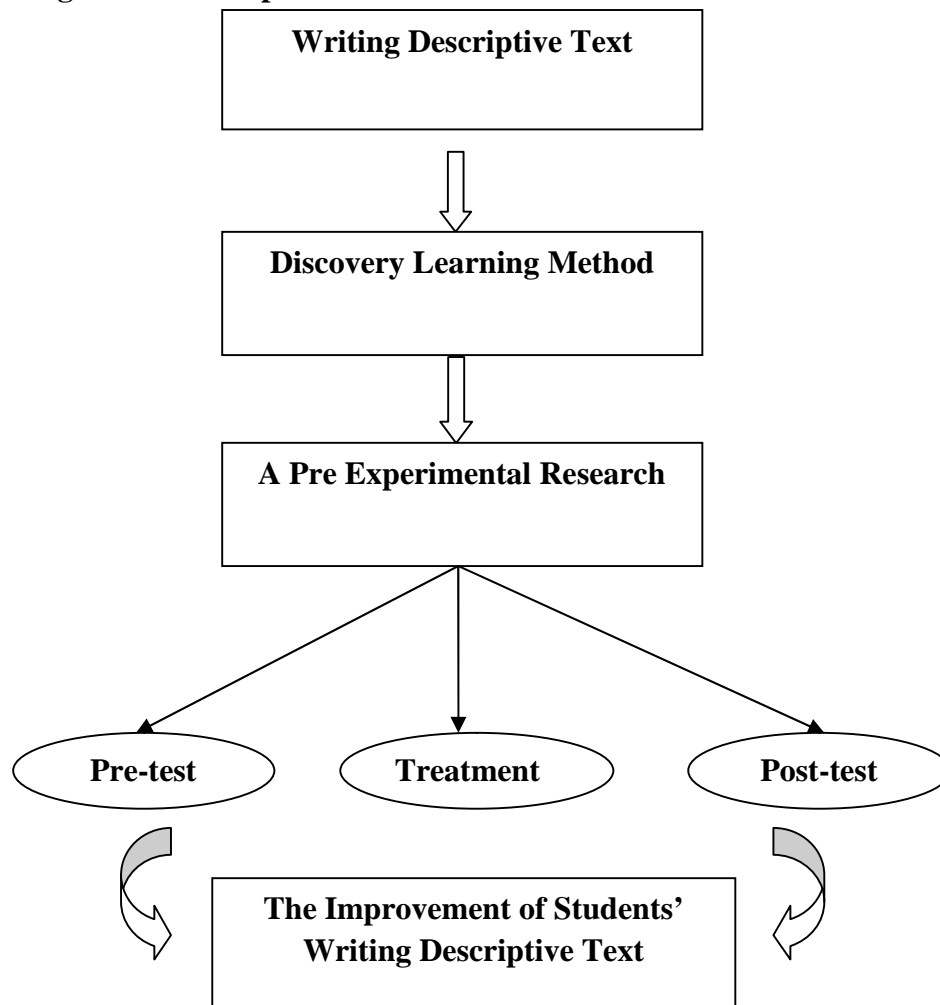 Writing Descriptive Text
Discovery Learning Method
A Pre Experimental Research
Pre-test
Treatment
Post-test
The Improvement of Students’
Writing Descriptive Text